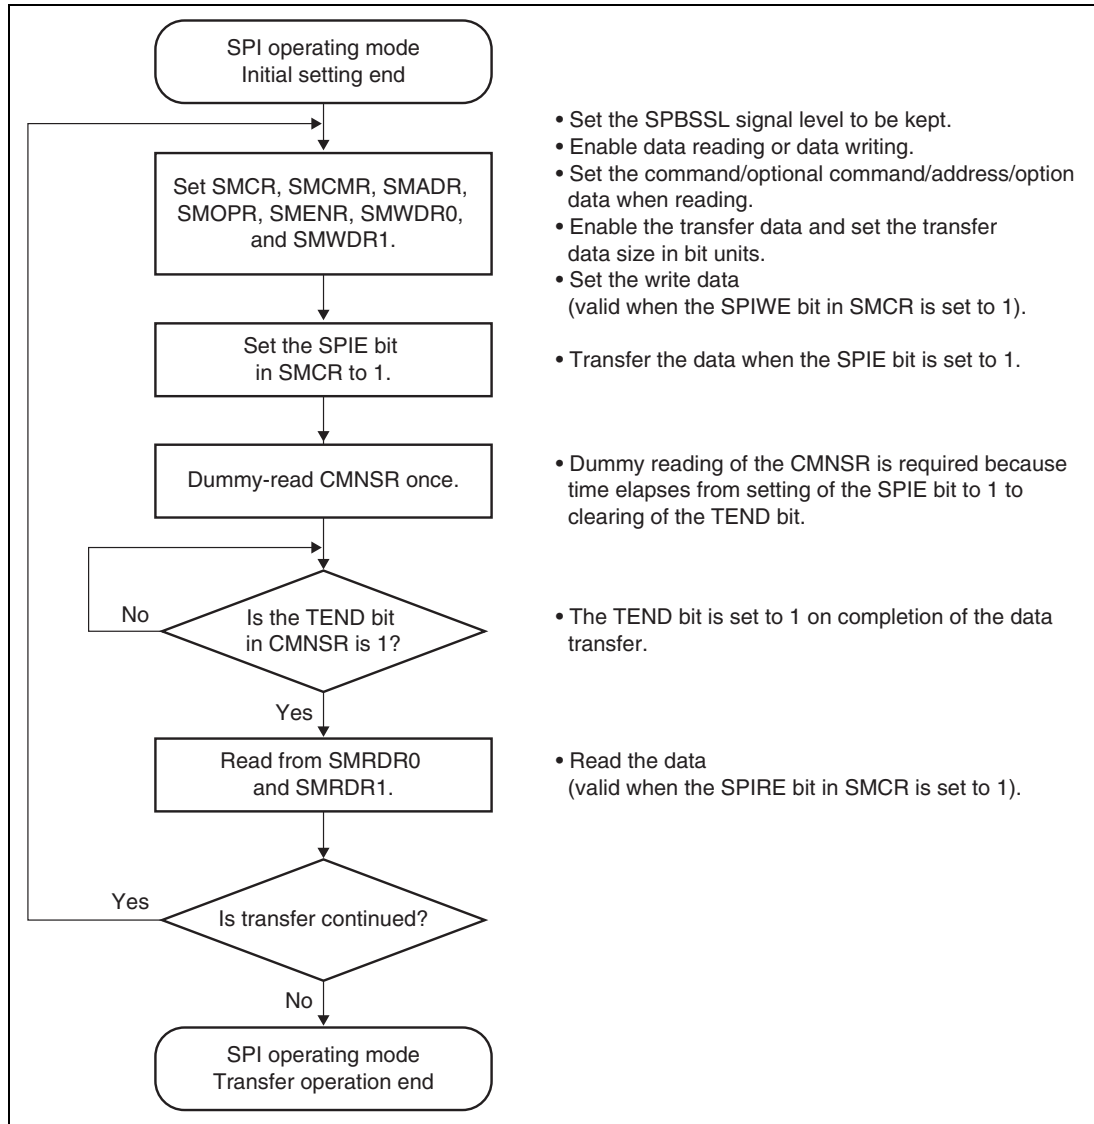 SPI operating mode
Initial setting end
Set SMCR, SMCMR, SMADR,
SMOPR, SMENR, SMWDR0,
and SMWDR1.
• Set the SPBSSL signal level to be kept.
• Enable data reading or data writing.
• Set the command/optional command/address/option
data when reading.
• Enable the transfer data and set the transfer
data size in bit units.
• Set the write data
(valid when the SPIWE bit in SMCR is set to 1).
Set the SPIE bit
in SMCR to 1.
• Transfer the data when the SPIE bit is set to 1.
Dummy-read CMNSR once.
• Dummy reading of the CMNSR is required because
time elapses from setting of the SPIE bit to 1 to
clearing of the TEND bit.
No
Is the TEND bit
in CMNSR is 1?
• The TEND bit is set to 1 on completion of the data
transfer.
Yes
Read from SMRDR0
and SMRDR1.
• Read the data
(valid when the SPIRE bit in SMCR is set to 1).
Yes
Is transfer continued?
No
SPI operating mode
Transfer operation end